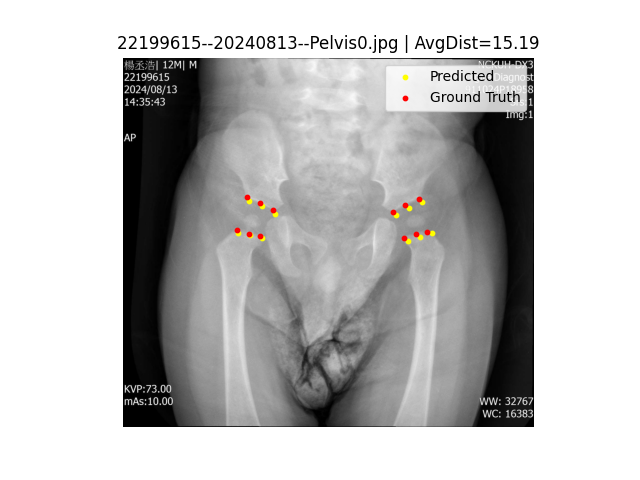 22199615--20240813--Pelvis0.jpg | AvgDist=15.19
楊丞浩| 12M| M
22199615
2024/08/13
14:35:43
AP
NCKUH-DX3
Diagnost
Predicted
Ground Truth
Img:1
KVP:73.00
mAs:10.00
WW: 32767
WC: 16383